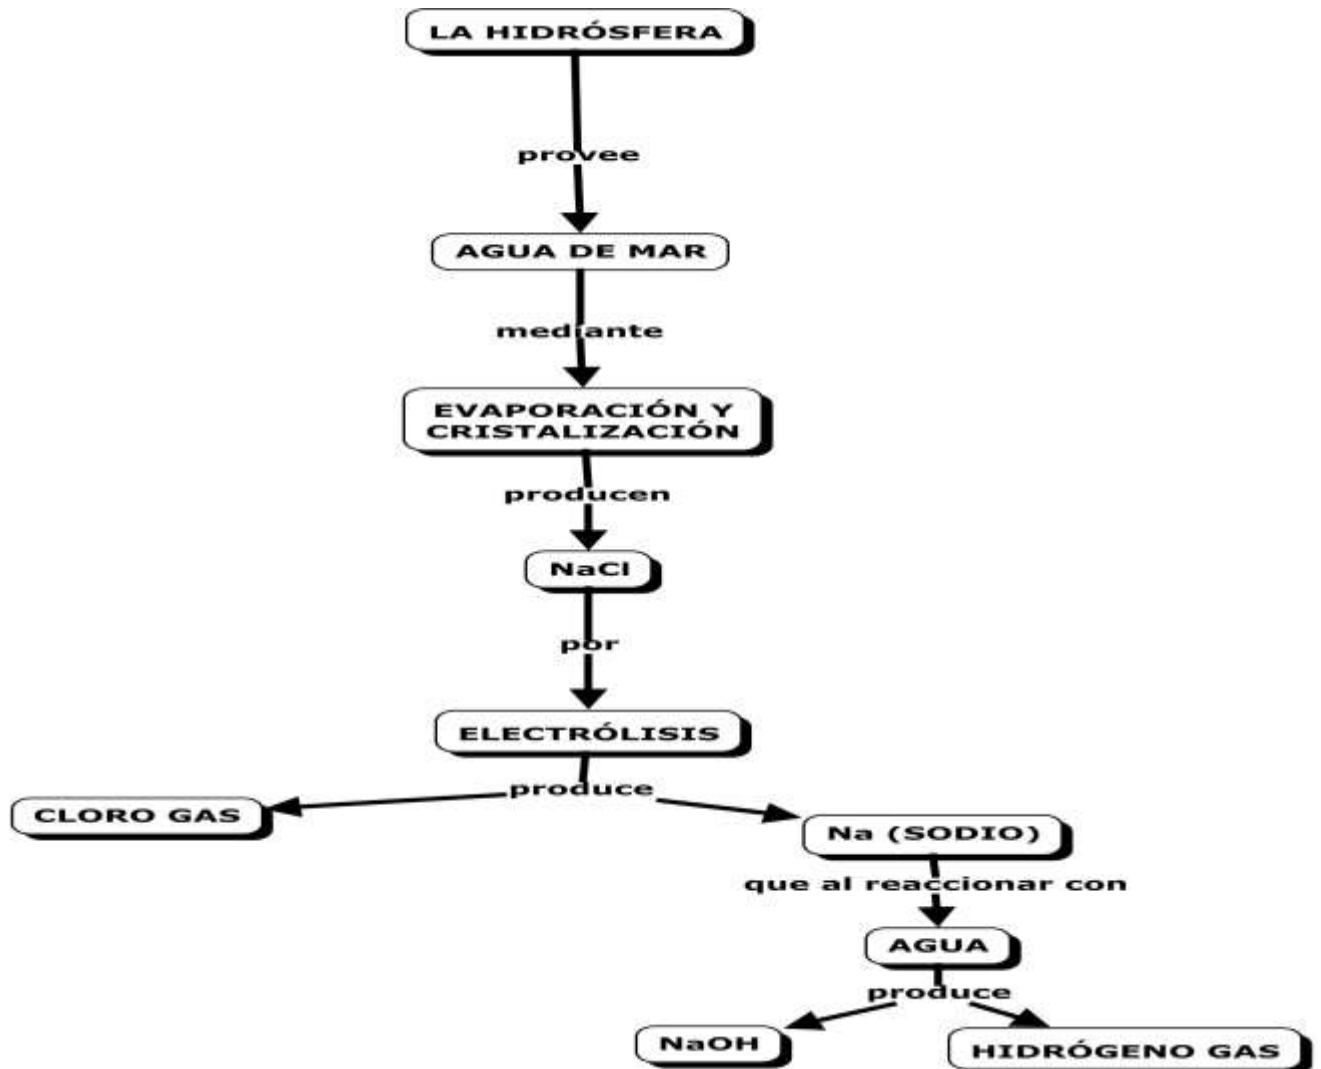 LA HIDRÓSFERA
provee
AGUA DE MAR
mediante
EVAPORACIÓN Y
CRISTALIZACIÓN
producen
NaCl
por
ELECTRÓLISIS
produce
CLORO GAS
Na (SODIO)
que al reaccionar con
AGUA
produce
NaOH
HIDRÓGENO GAS